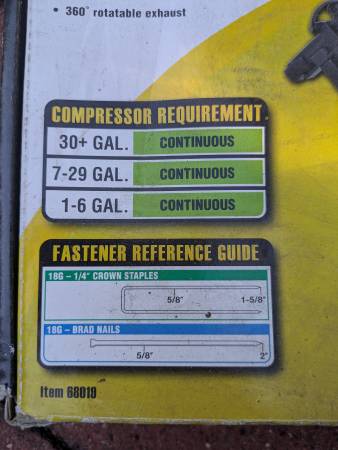 • 360° rotatable exhaust
COMPRESSOR REQUIREMENT
30+ GAL. CONTINUOUS
7-29 GAL. CONTINUOUS
1-6 GAL. CONTINUOUS
FASTENER REFERENCE GUIDE
18G – 1/4" CROWN STAPLES
5/8" 1-5/8"
18G – BRAD NAILS
5/8" 2"
Item 68019